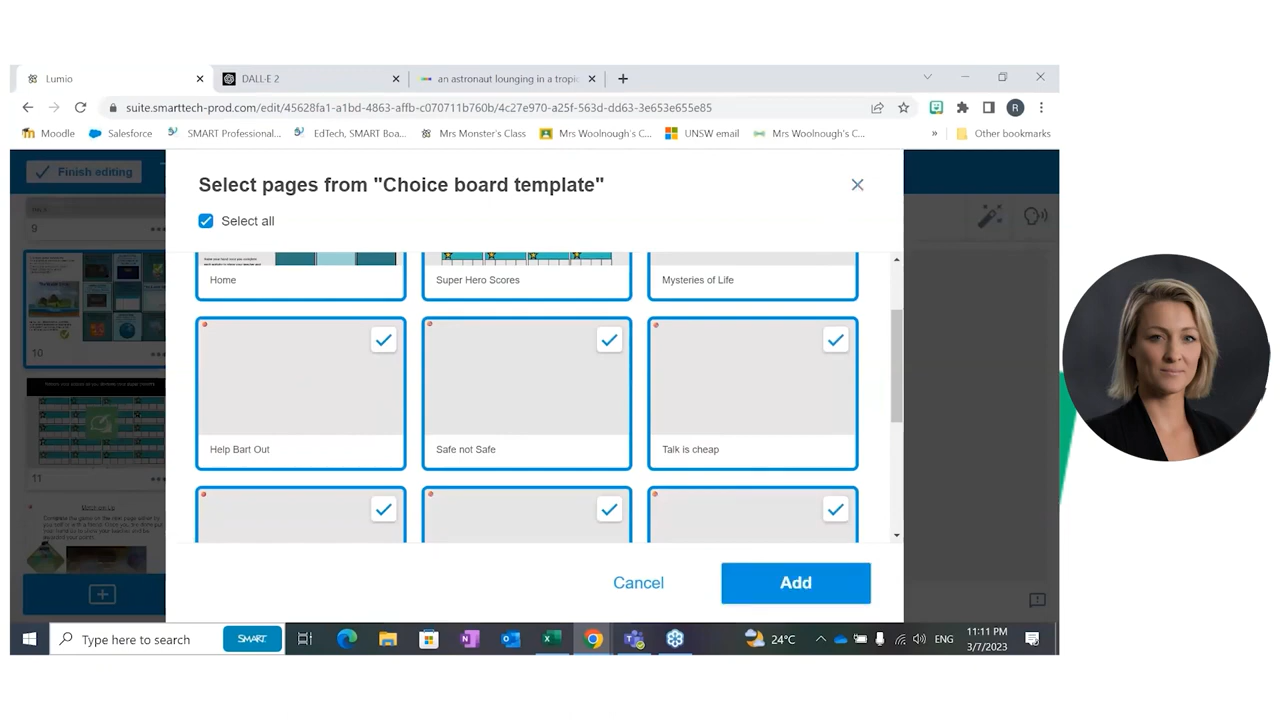 Lumio
DALL·E 2
an astronaut lounging in a tropic
suite.smarttech-prod.com/edit/45628fa1-a1bd-4863-affb-c070711b760b/4c27e970-a25f-563d-dd63-3e653e655e85
R
Moodle
Salesforce
SMART Professional...
EdTech, SMART Boa...
Mrs Monster's Class
Mrs Woolnough's C...
UNSW email
Mrs Woolnough's C...
»
Other bookmarks
Finish editing
Select pages from "Choice board template"
Select all
9
Home
Super Hero Scores
Mysteries of Life
10
Help Bart Out
Safe not Safe
Talk is cheap
11
Cancel
Add
Type here to search
SMART
24°C
ENG
11:11 PM
3/7/2023